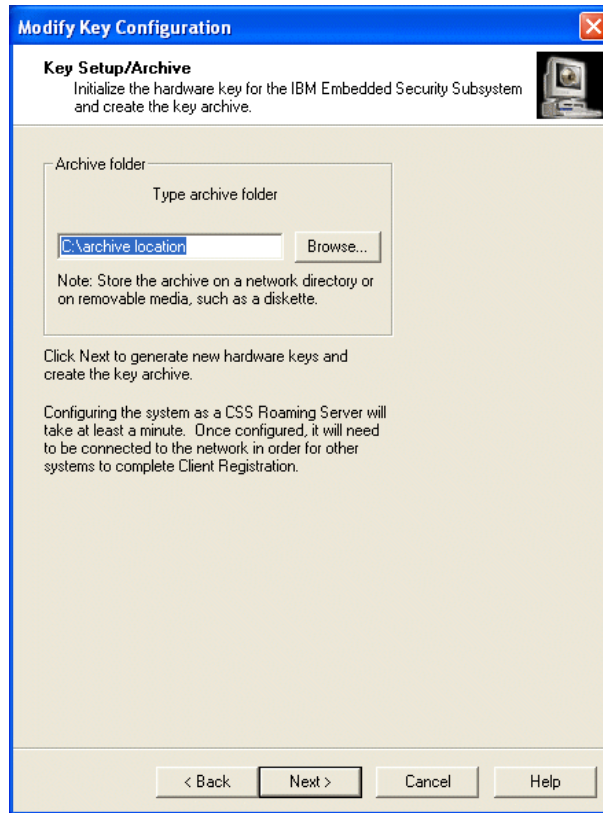 Modify Key Configuration
Key Setup/Archive
Initialize the hardware key for the IBM Embedded Security Subsystem
and create the key archive.
Archive folder
Type archive folder
C:\archive location
Browse...
Note: Store the archive on a network directory or
on removable media, such as a diskette.
Click Next to generate new hardware keys and
create the key archive.
Configuring the system as a CSS Roaming Server will
take at least a minute.  Once configured, it will need
to be connected to the network in order for other
systems to complete Client Registration.
< Back
Next >
Cancel
Help